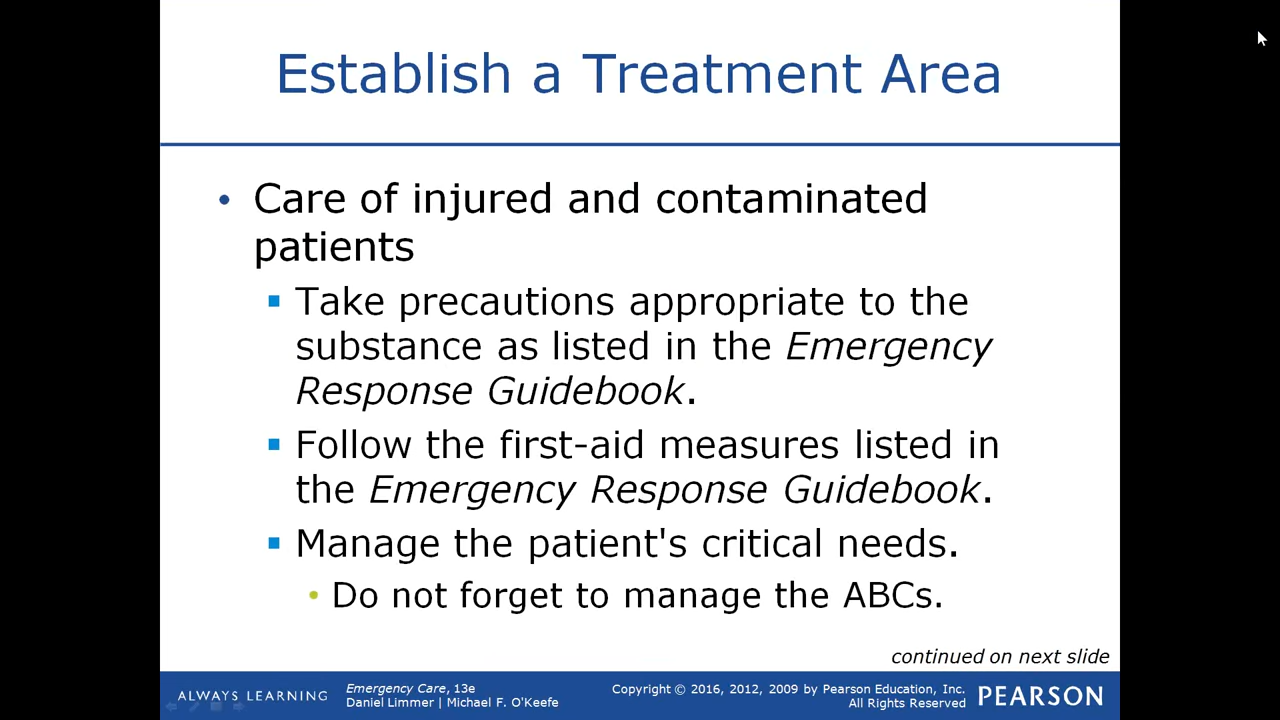 Establish a Treatment Area
• Care of injured and contaminated
patients
▪ Take precautions appropriate to the
substance as listed in the Emergency
Response Guidebook.
▪ Follow the first-aid measures listed in
the Emergency Response Guidebook.
▪ Manage the patient's critical needs.
• Do not forget to manage the ABCs.
continued on next slide
ALWAYS LEARNING
Emergency Care, 13e
Daniel Limmer | Michael F. O'Keefe
Copyright © 2016, 2012, 2009 by Pearson Education, Inc.
All Rights Reserved
PEARSON